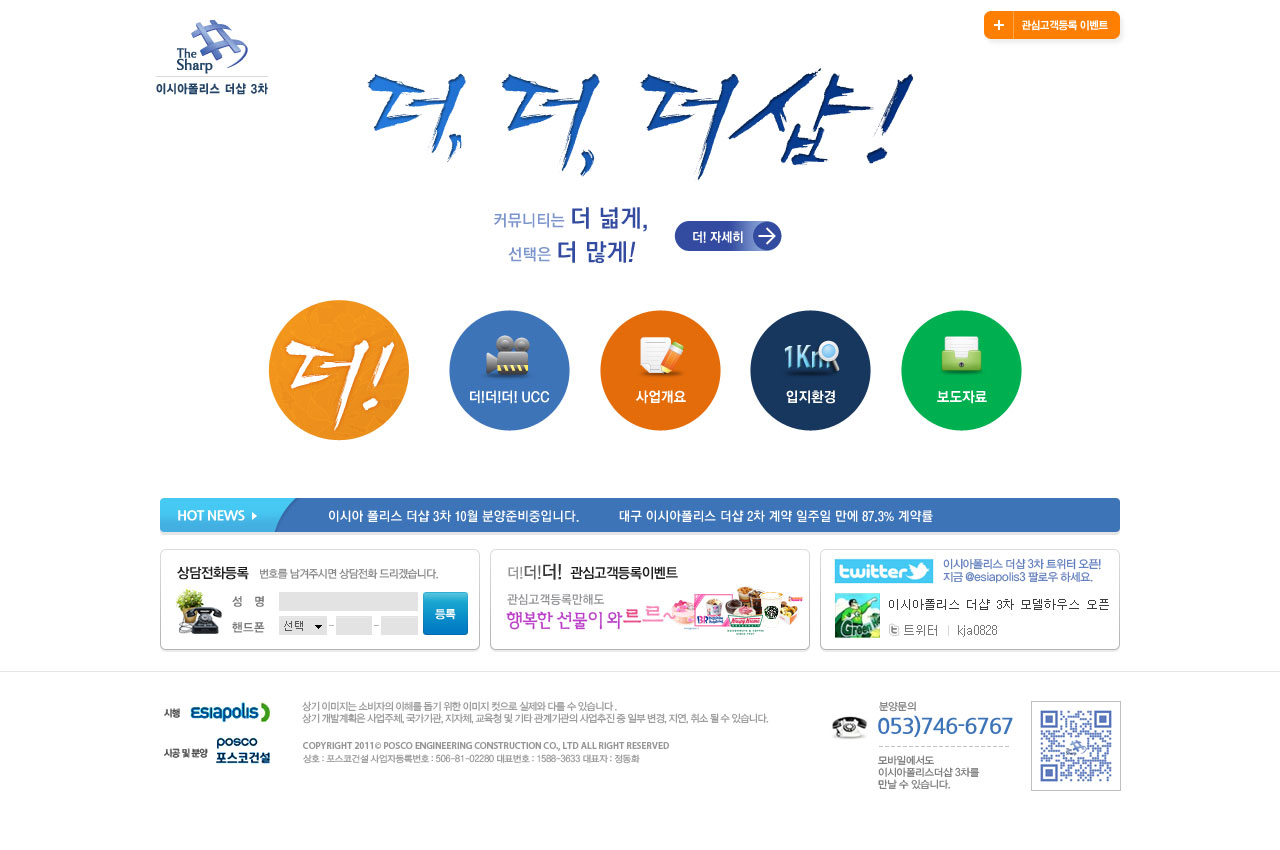 The Sharp
이시아폴리스 더샵 3차
+ 관심고객등록 이벤트
더, 더, 더샵!
커뮤니티는 더 넓게,
선택은 더 많게!
더! 자세히
더!
더!더!더! UCC
1Km
사업개요
입지환경
보도자료
HOT NEWS
이시아 폴리스 더샵 3차 10월 분양준비중입니다.
대구 이시아폴리스 더샵 2차 계약 일주일 만에 87.3% 계약률
상담전화등록 번호를 남겨주시면 상담전화 드리겠습니다.
성 명
핸드폰 선택 - -
등록
더!더!더! 관심고객등록이벤트
관심고객등록만해도
행복한 선물이 와르르~
BR
Krispy Kreme
twitter
이시아폴리스 더샵 3차 트위터 오픈!
지금 @esiapolis3 팔로우 하세요.
Green
이시아폴리스 더샵 3차 모델하우스 오픈
트위터 | kja0828
시행 ESIAPOLIS
시공 및 분양 posco 포스코건설
상기 이미지는 소비자의 이해를 돕기 위한 이미지 컷으로 실제와 다를 수 있습니다.
상기 개발계획은 사업주체, 국가기관, 지자체, 교육청 및 기타 관계기관의 사업추진 중 일부 변경, 지연, 취소 될 수 있습니다.
COPYRIGHT 2011© POSCO ENGINEERING CONSTRUCTION CO., LTD ALL RIGHT RESERVED
상호 : 포스코건설 사업자등록번호 : 506-81-02280 대표번호 : 1588-3633 대표자 : 정동화
분양문의
053)746-6767
모바일에서도
이시아폴리스더샵 3차를
만날 수 있습니다.
The Sharp